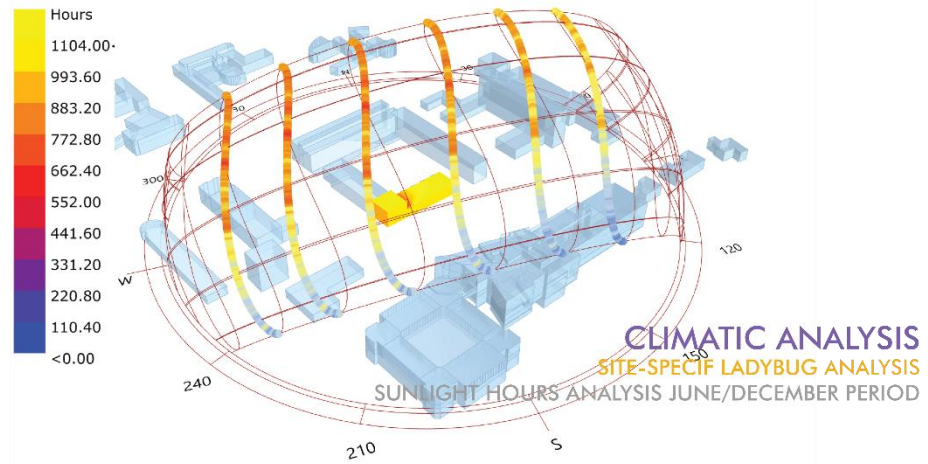 Hours
1104.00
993.60
883.20
772.80
662.40
552.00
441.60
331.20
220.80
110.40
<0.00
N
30
30
300
W
240
210
S
150
120
CLIMATIC ANALYSIS
SITE-SPECIF LADYBUG ANALYSIS
SUNLIGHT HOURS ANALYSIS JUNE/DECEMBER PERIOD